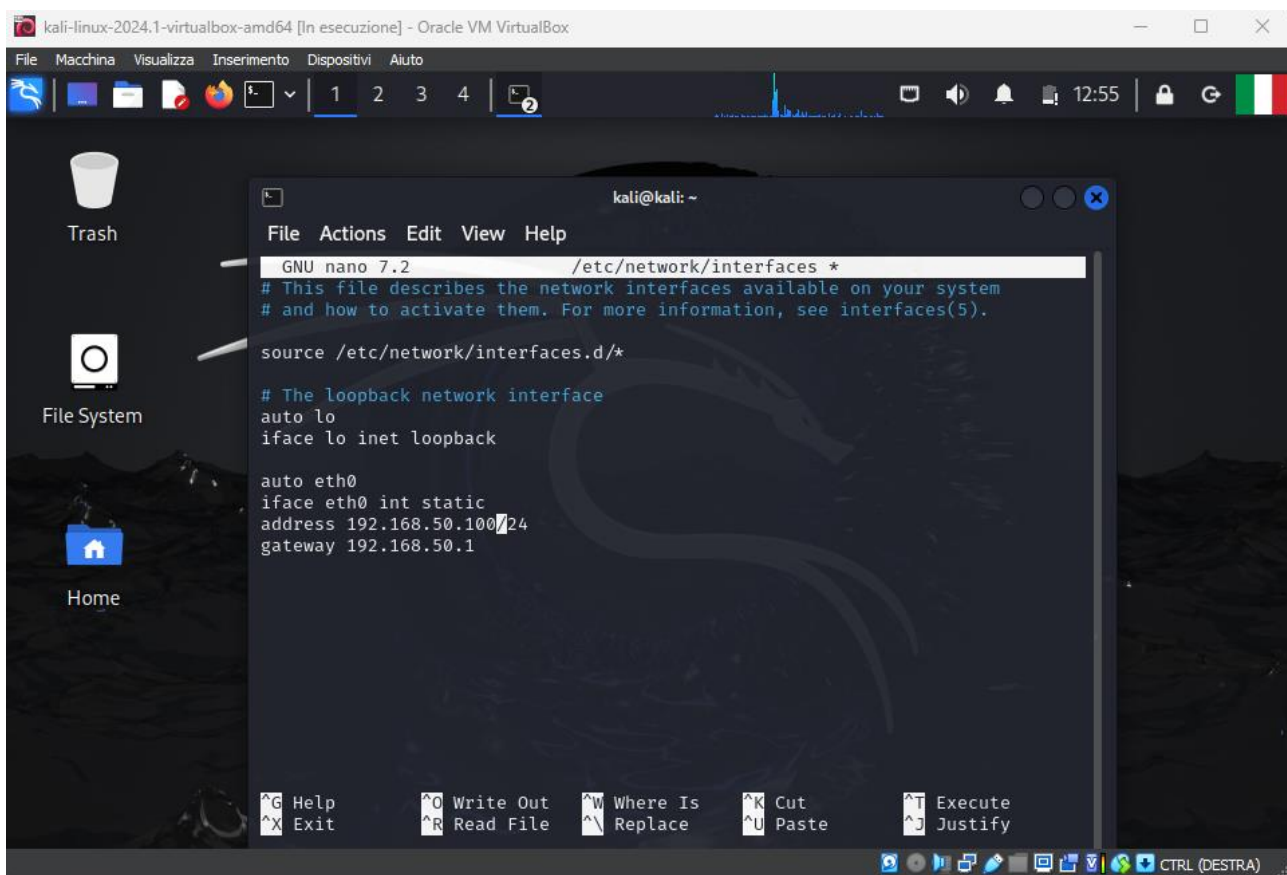 kali-linux-2024.1-virtualbox-amd64 [In esecuzione] - Oracle VM VirtualBox
File Macchina Visualizza Inserimento Dispositivi Aiuto
1 2 3 4 2 12:55
Trash
File System
Home
kali@kali: ~
File Actions Edit View Help
GNU nano 7.2 /etc/network/interfaces *
# This file describes the network interfaces available on your system
# and how to activate them. For more information, see interfaces(5).
source /etc/network/interfaces.d/*
# The loopback network interface
auto lo
iface lo inet loopback
auto eth0
iface eth0 int static
address 192.168.50.100/24
gateway 192.168.50.1
^G Help ^O Write Out ^W Where Is ^K Cut ^T Execute
^X Exit ^R Read File ^\ Replace ^U Paste ^J Justify
CTRL (DESTRA)